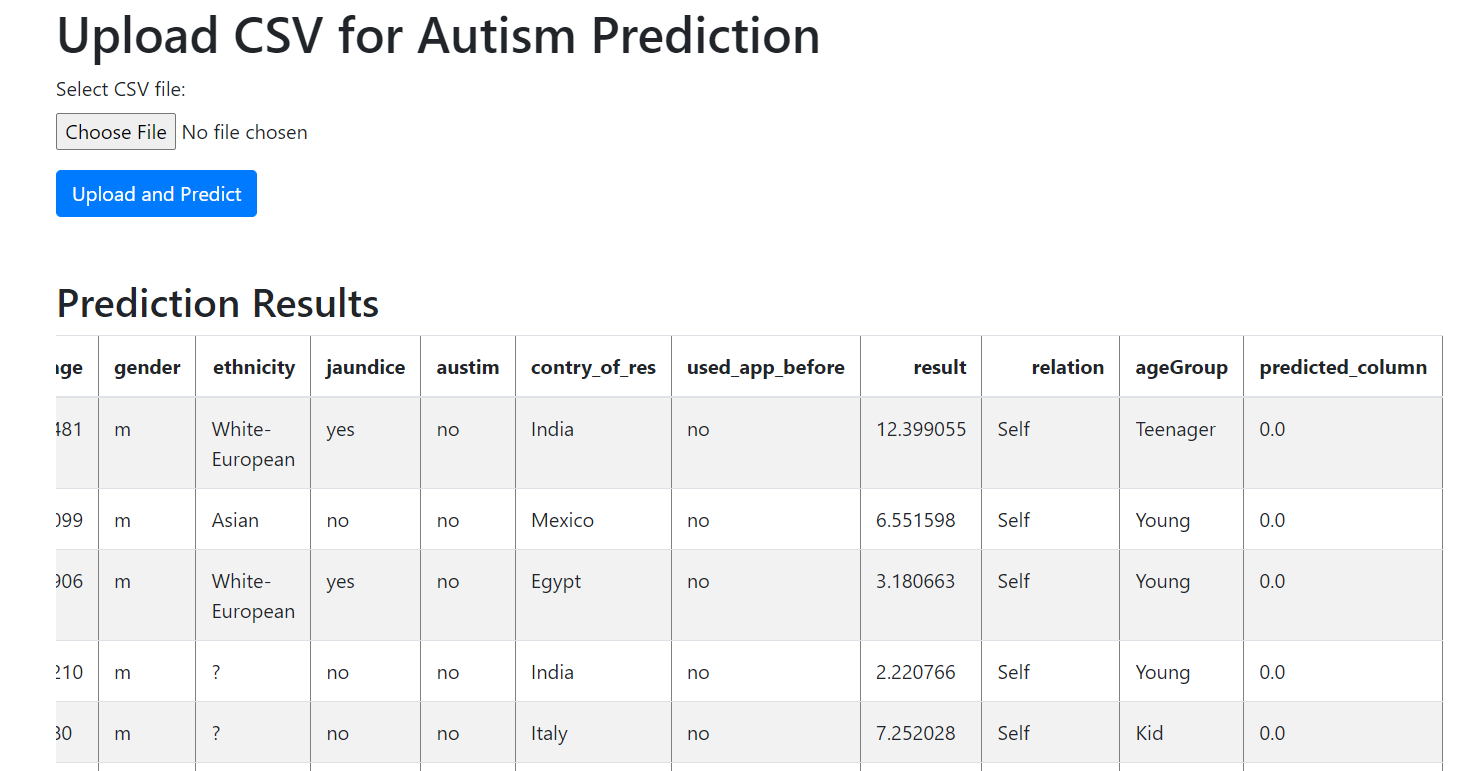 Upload CSV for Autism Prediction
Select CSV file:
Choose File No file chosen
Upload and Predict
Prediction Results
gender ethnicity jaundice austim contry_of_res used_app_before result relation ageGroup predicted_column
481 m White-European yes no India no 12.399055 Self Teenager 0.0
099 m Asian no no Mexico no 6.551598 Self Young 0.0
906 m White-European yes no Egypt no 3.180663 Self Young 0.0
210 m ? no no India no 2.220766 Self Young 0.0
m ? no no Italy no 7.252028 Self Kid 0.0